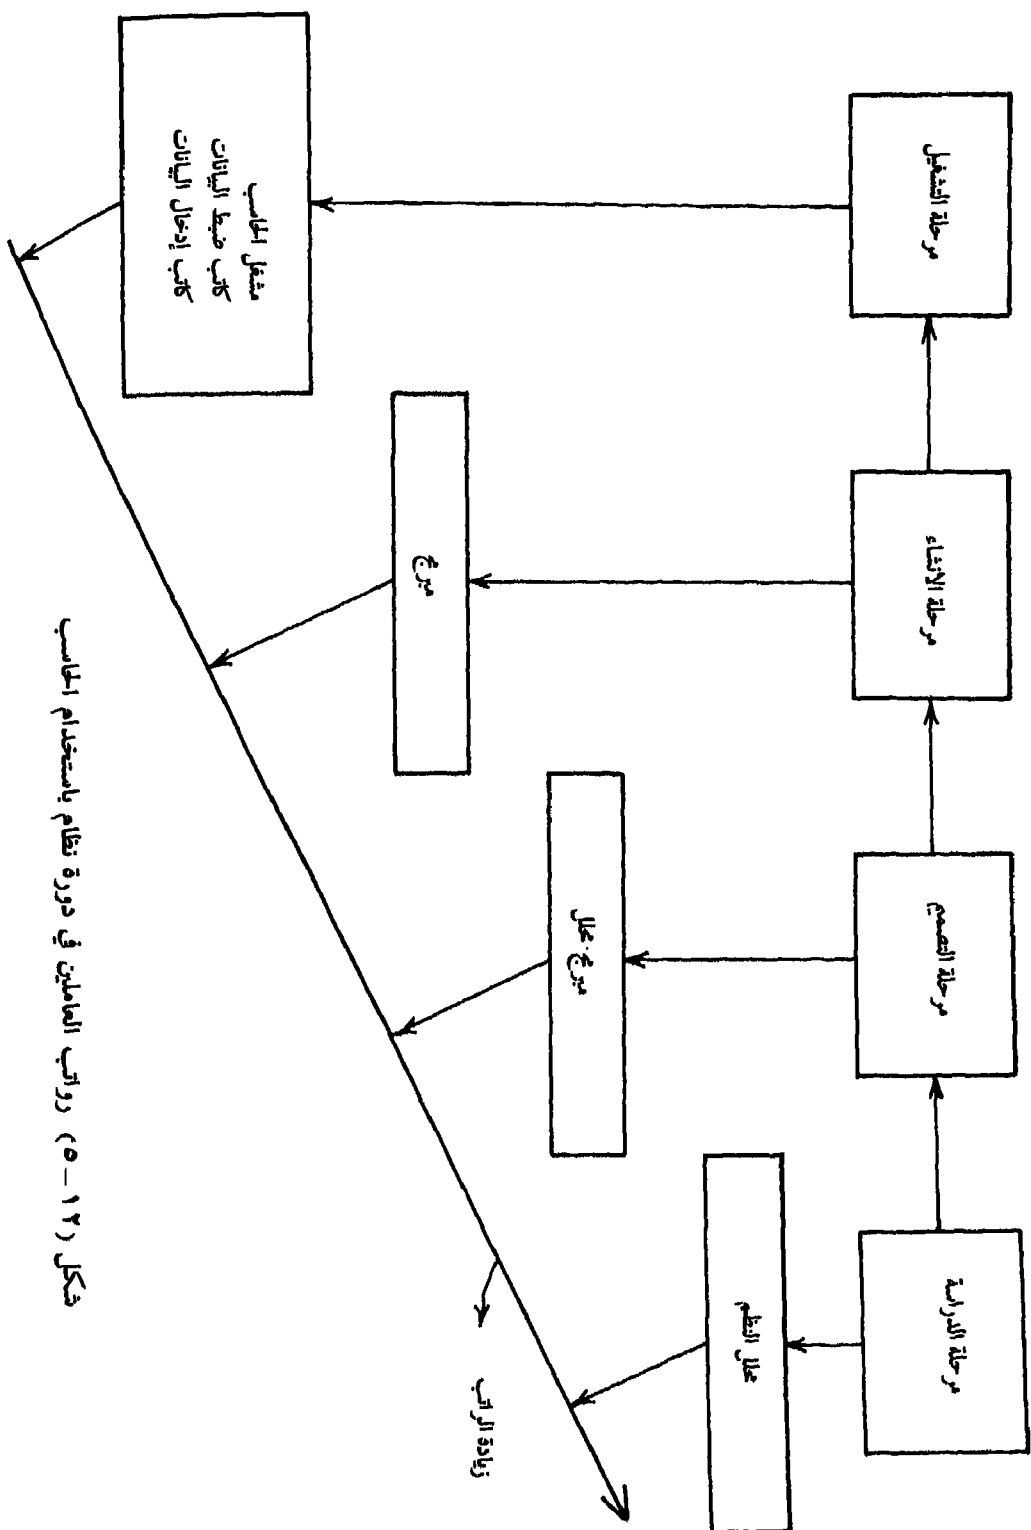 مرحلة الدراسة
مرحلة التصميم
مرحلة الانشاء
مرحلة التشغيل
محلل النظم
مبرمج محلل
مبرمج
مشغل الحاسب
كاتب ضبط البيانات
كاتب إدخال البيانات
زيادة الراتب
شكل (١٢ – ٥) رواتب العاملين في دورة نظام باستخدام الحاسب